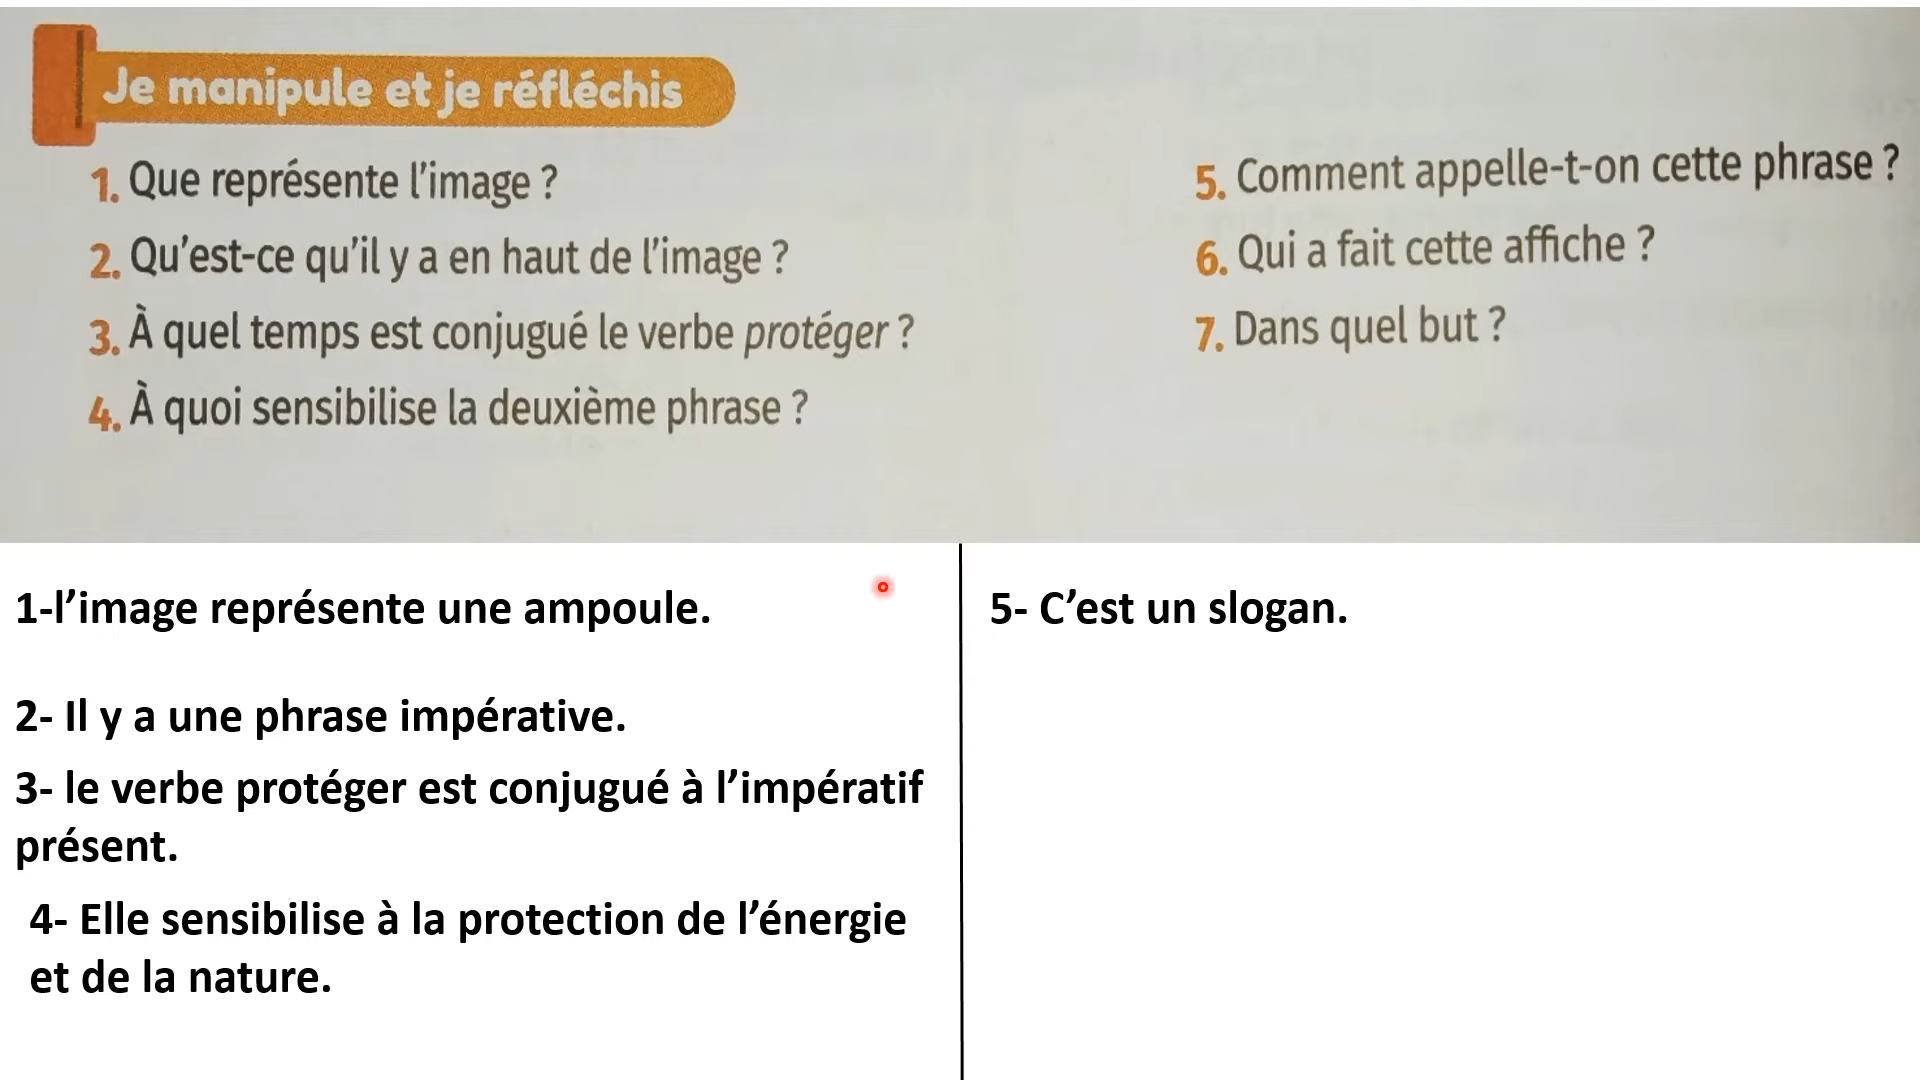 Je manipule et je réfléchis
1. Que représente l'image ?
2. Qu'est-ce qu'il y a en haut de l'image ?
3. À quel temps est conjugué le verbe protéger ?
4. À quoi sensibilise la deuxième phrase ?
5. Comment appelle-t-on cette phrase ?
6. Qui a fait cette affiche ?
7. Dans quel but ?
1-l’image représente une ampoule.
2- Il y a une phrase impérative.
3- le verbe protéger est conjugué à l’impératif
présent.
4- Elle sensibilise à la protection de l’énergie
et de la nature.
5- C’est un slogan.